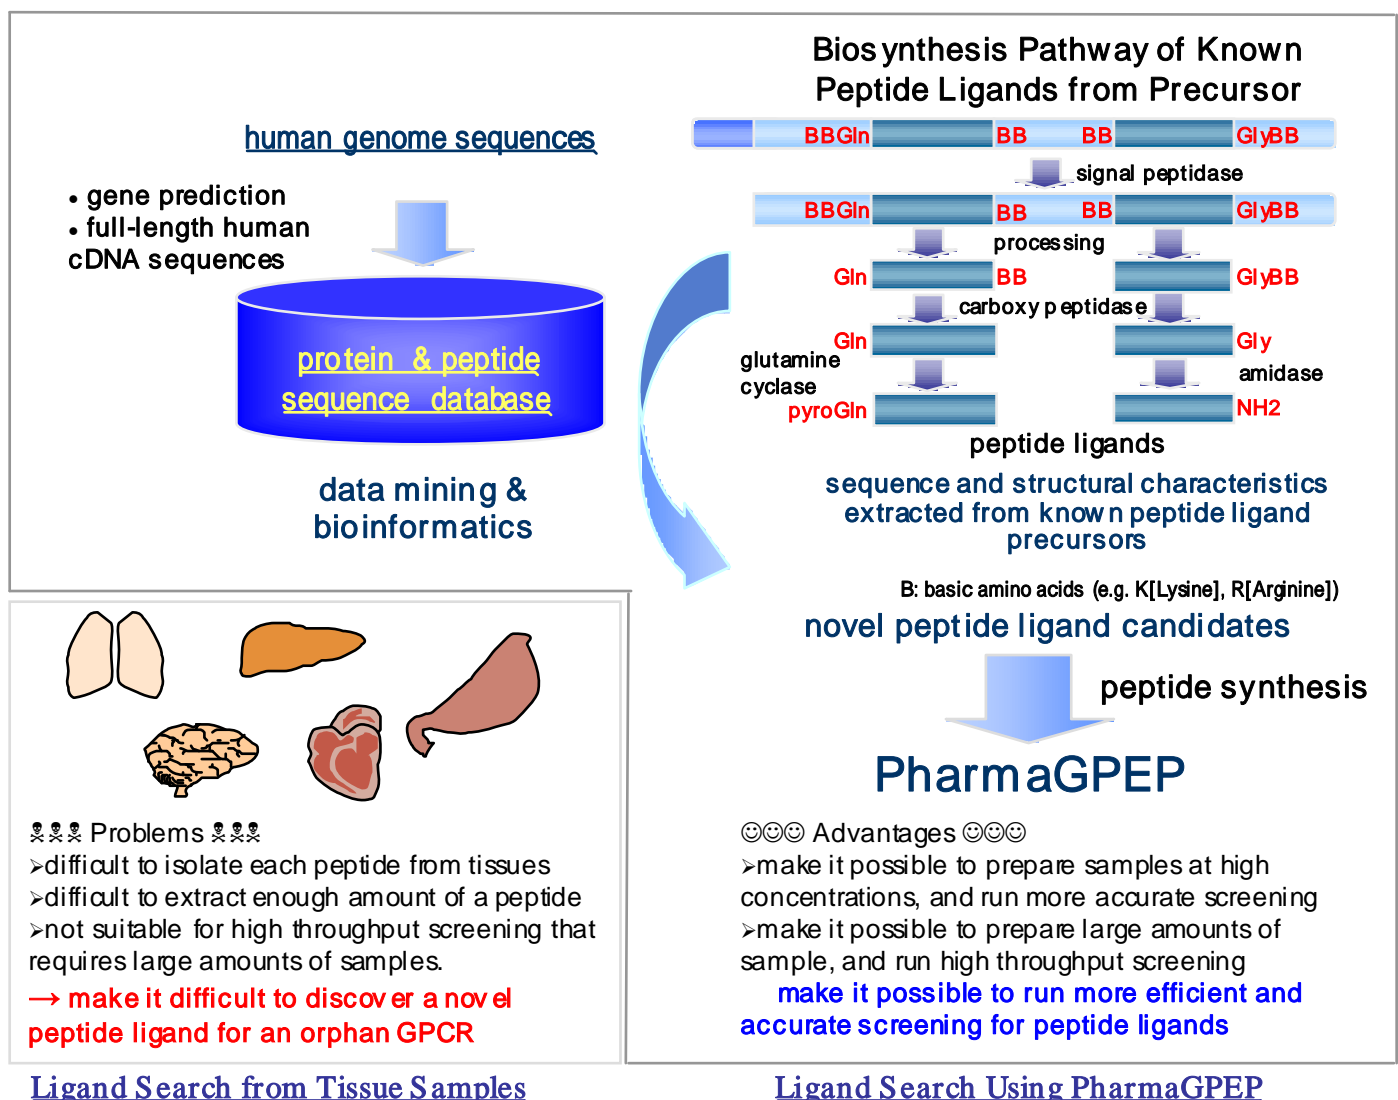 Biosynthesis Pathway of Known
Peptide Ligands from Precursor
human genome sequences
• gene prediction
• full-length human
cDNA sequences
protein & peptide
sequence database
data mining &
bioinformatics
BBGln BB BB GlyBB
signal peptidase
BBGln BB BB GlyBB
processing
Gln BB GlyBB
carboxy peptidase
Gln Gly
glutamine
cyclase
amidase
pyroGln NH2
peptide ligands
sequence and structural characteristics
extracted from known peptide ligand
precursors
B: basic amino acids (e.g. K[Lysine], R[Arginine])
novel peptide ligand candidates
peptide synthesis
PharmaGPEP
☠☠☠ Problems ☠☠☠
➢difficult to isolate each peptide from tissues
➢difficult to extract enough amount of a peptide
➢not suitable for high throughput screening that
requires large amounts of samples.
→ make it difficult to discover a novel
peptide ligand for an orphan GPCR
Ligand Search from Tissue Samples
☺☺☺ Advantages ☺☺☺
➢make it possible to prepare samples at high
concentrations, and run more accurate screening
➢make it possible to prepare large amounts of
sample, and run high throughput screening
make it possible to run more efficient and
accurate screening for peptide ligands
Ligand Search Using PharmaGPEP